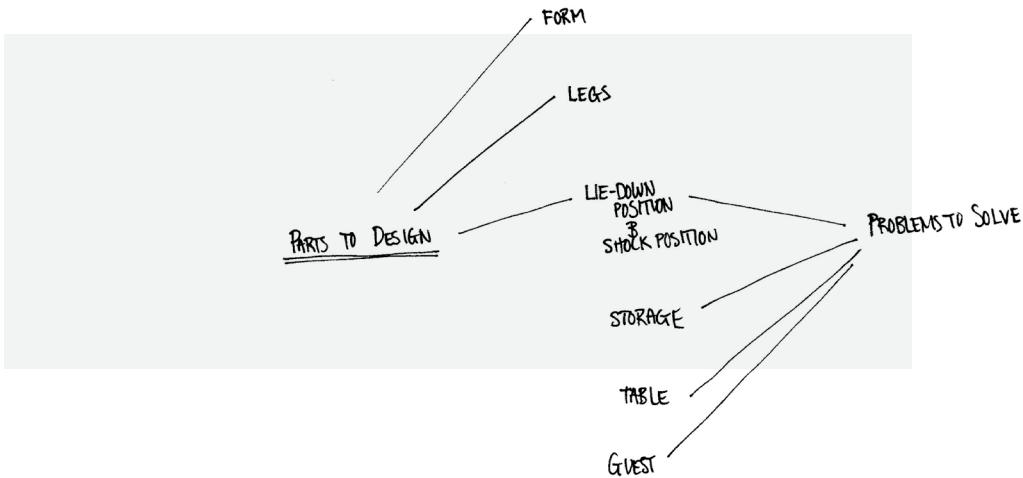 FORM
LEGS
LIE-DOWN
POSITION
&
SHOCK POSITION
PARTS TO DESIGN
PROBLEMS TO SOLVE
STORAGE
TABLE
GUEST